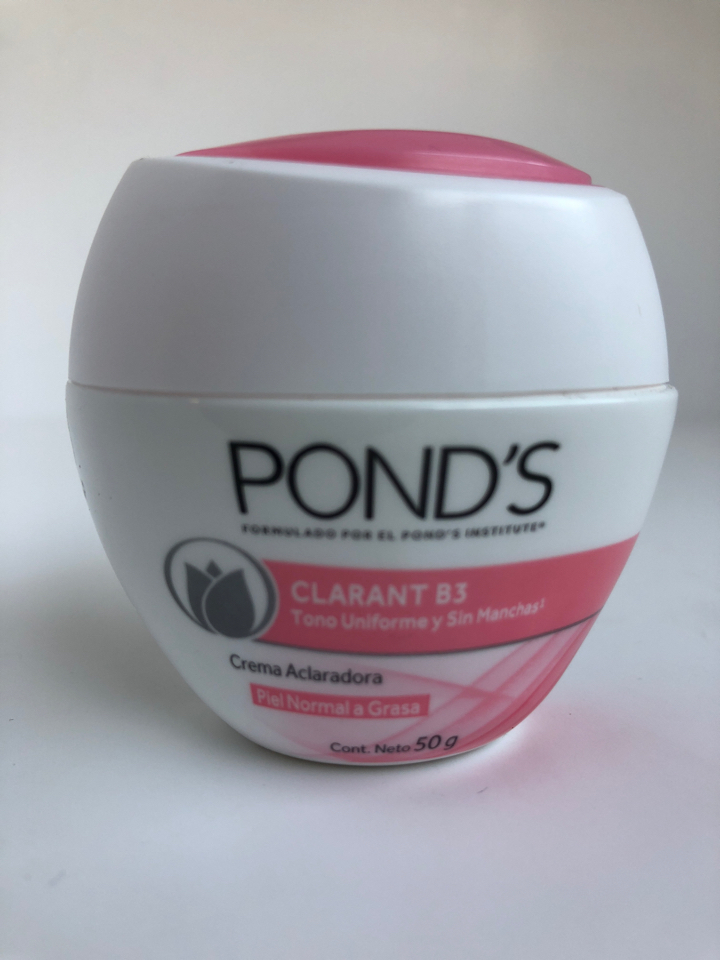 POND'S
FORMULADO POR EL POND'S INSTITUTE®
CLARANT B3
Tono Uniforme y Sin Manchas‡
Crema Aclaradora
Piel Normal a Grasa
Cont. Neto 50 g